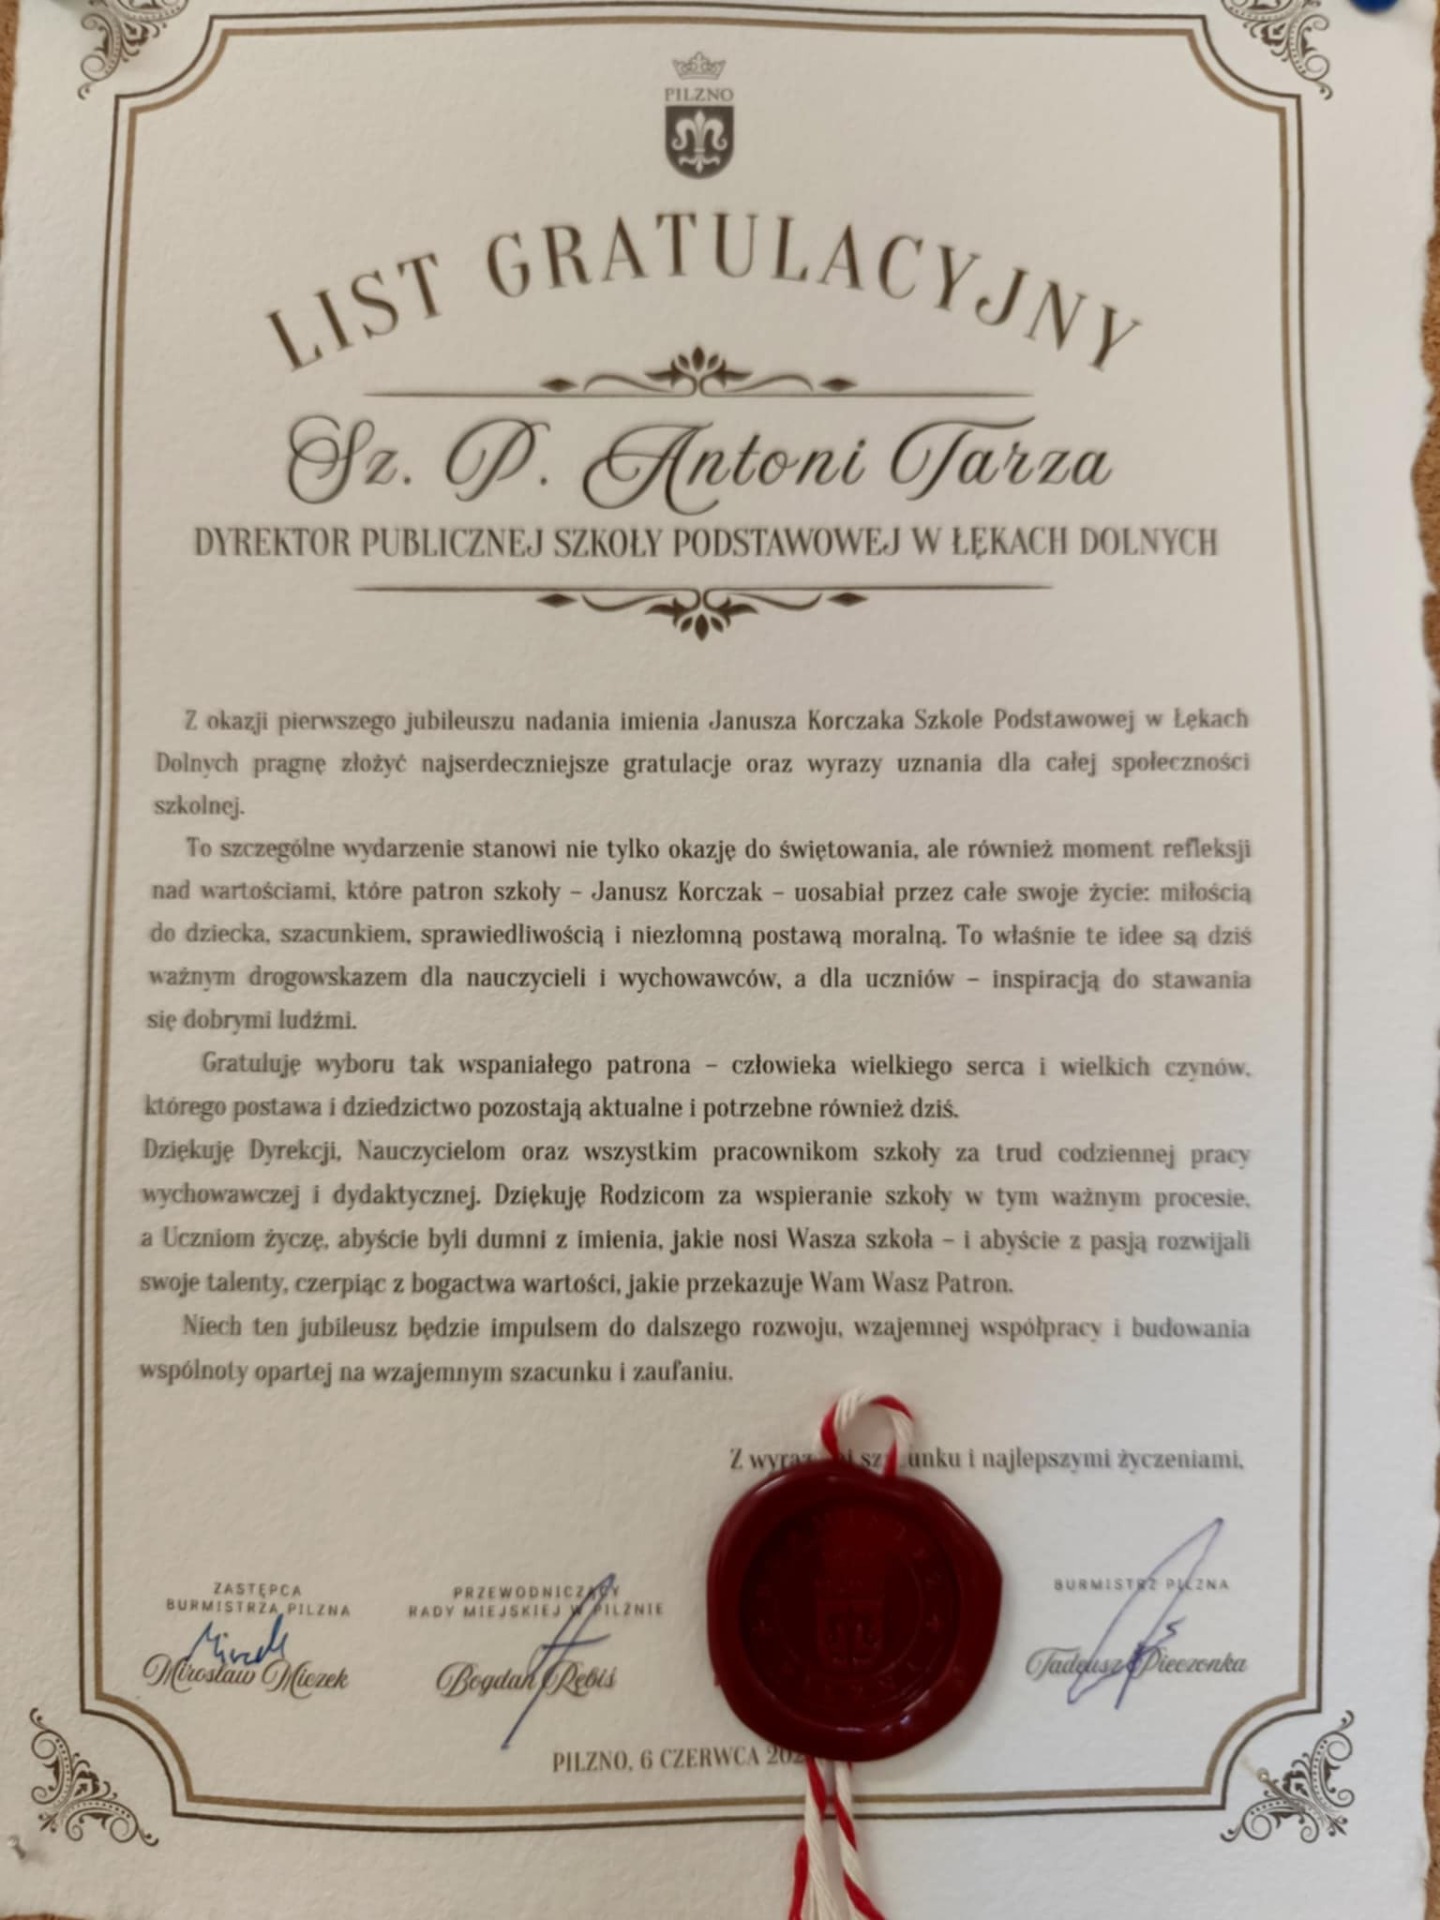 PILZNO
LIST GRATULACYJNY
Sz. P. Antoni Tarza
DYREKTOR PUBLICZNEJ SZKOŁY PODSTAWOWEJ W ŁĘKACH DOLNYCH
Z okazji pierwszego jubileuszu nadania imienia Janusza Korczaka Szkole Podstawowej w Łękach
Dolnych pragnę złożyć najserdeczniejsze gratulacje oraz wyrazy uznania dla całej społeczności
szkolnej.
To szczególne wydarzenie stanowi nie tylko okazję do świętowania, ale również moment refleksji
nad wartościami, które patron szkoły – Janusz Korczak – uosabiał przez całe swoje życie: miłością
do dziecka, szacunkiem, sprawiedliwością i niezłomną postawą moralną. To właśnie te idee są dziś
ważnym drogowskazem dla nauczycieli i wychowawców, a dla uczniów – inspiracją do stawania
się dobrymi ludźmi.
Gratuluję wyboru tak wspaniałego patrona – człowieka wielkiego serca i wielkich czynów,
którego postawa i dziedzictwo pozostają aktualne i potrzebne również dziś.
Dziękuję Dyrekcji, Nauczycielom oraz wszystkim pracownikom szkoły za trud codziennej pracy
wychowawczej i dydaktycznej. Dziękuję Rodzicom za wspieranie szkoły w tym ważnym procesie,
a Uczniom życzę, abyście byli dumni z imienia, jakie nosi Wasza szkoła – i abyście z pasją rozwijali
swoje talenty, czerpiąc z bogactwa wartości, jakie przekazuje Wam Wasz Patron.
Niech ten jubileusz będzie impulsem do dalszego rozwoju, wzajemnej współpracy i budowania
wspólnoty opartej na wzajemnym szacunku i zaufaniu.
Z i najlepszymi życzeniami,
ZASTĘPCA
BURMISTRZA PILZNA
Mirosław Miczek
PRZEWODNICZĄCY
RADY MIEJSKIEJ W PILŹNIE
Bogdan Rębiś
BURMISTRZ PILZNA
Tadeusz Pieczonka
PILZNO, 6 CZERWCA